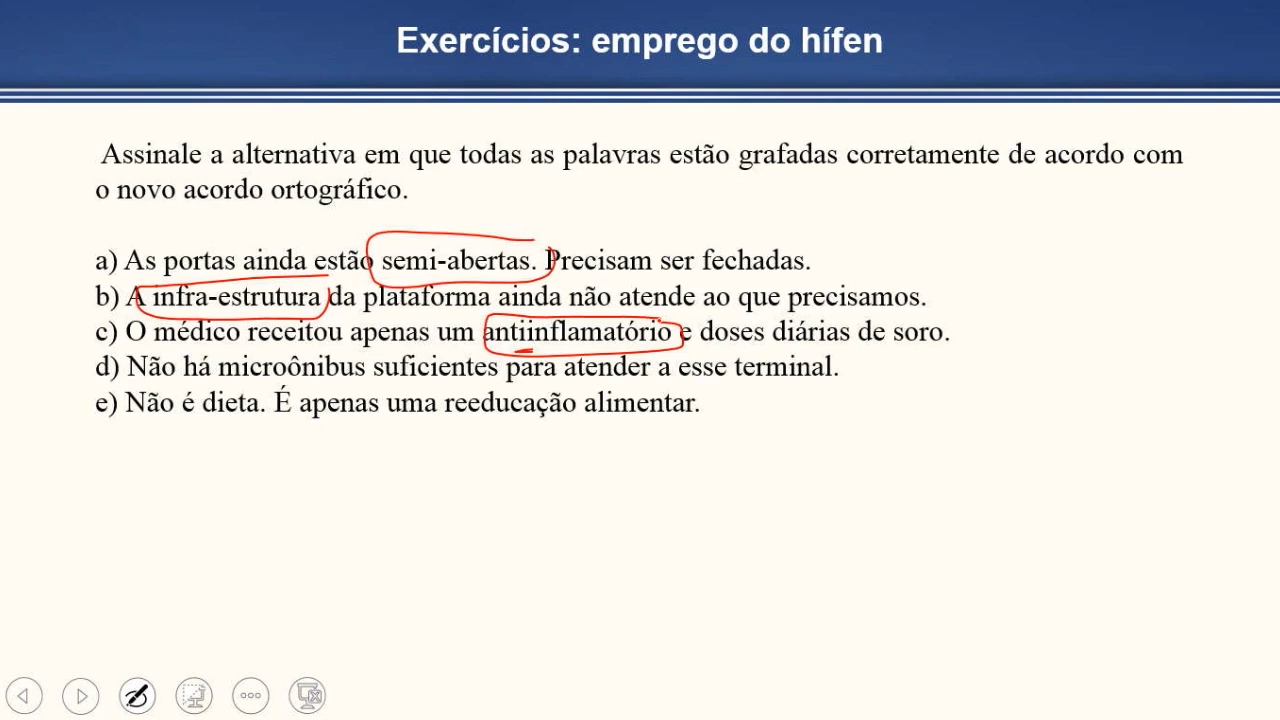 Exercícios: emprego do hífen
Assinale a alternativa em que todas as palavras estão grafadas corretamente de acordo com
o novo acordo ortográfico.
a) As portas ainda estão semi-abertas. Precisam ser fechadas.
b) A infra-estrutura da plataforma ainda não atende ao que precisamos.
c) O médico receitou apenas um antiinflamatório e doses diárias de soro.
d) Não há microônibus suficientes para atender a esse terminal.
e) Não é dieta. É apenas uma reeducação alimentar.